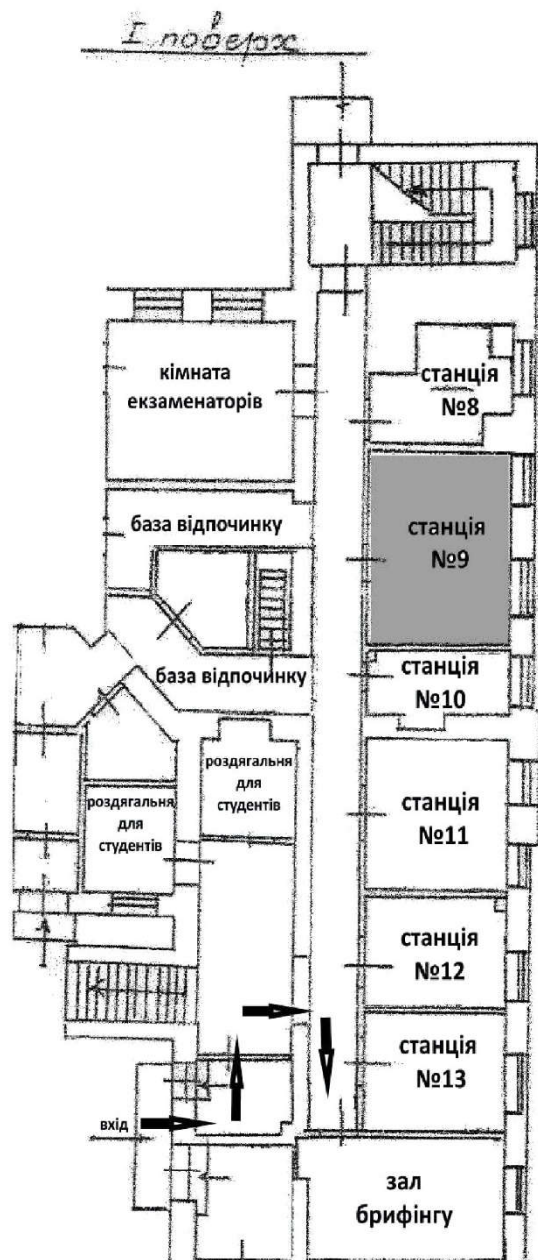 I поверх
кімната
екзаменаторів
станція
№8
база відпочинку
станція
№9
база відпочинку
станція
№10
роздягальня
для
студентів
роздягальня
для
студентів
станція
№11
станція
№12
станція
№13
вхід
зал
брифінгу